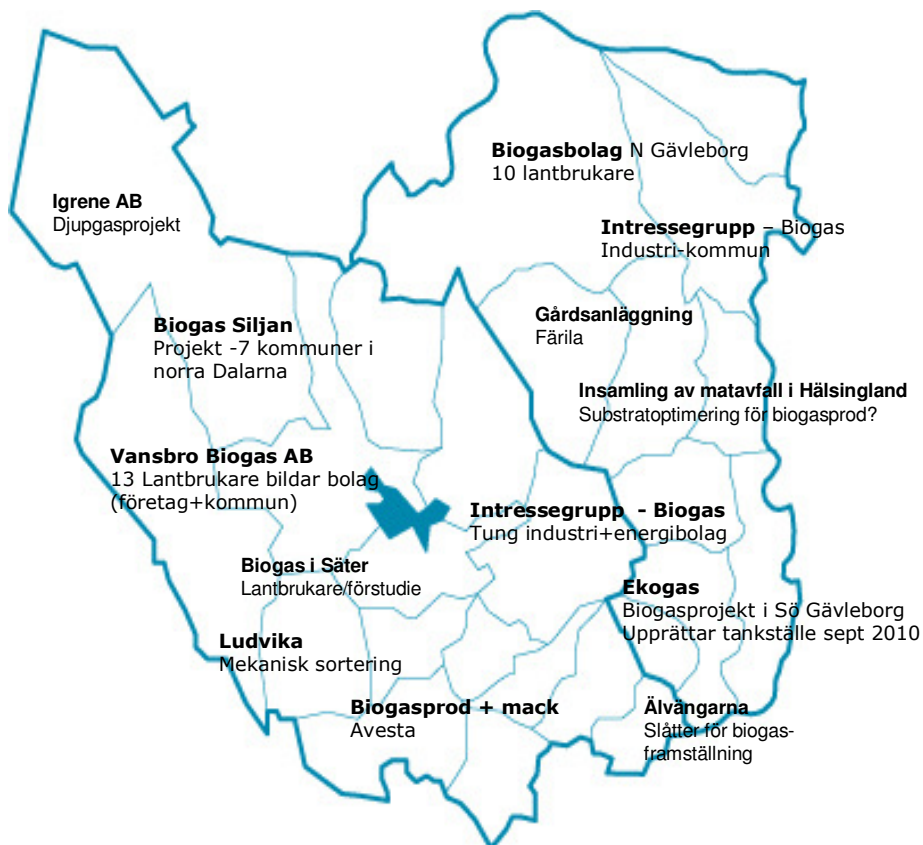 Biogasbolag N Gävleborg
10 lantbrukare
Igrene AB
Djupgasprojekt
Intressegrupp – Biogas
Industri-kommun
Gårdsanläggning
Färila
Biogas Siljan
Projekt -7 kommuner i
norra Dalarna
Insamling av matavfall i Hälsingland
Substratoptimering för biogasprod?
Vansbro Biogas AB
13 Lantbrukare bildar bolag
(företag+kommun)
Intressegrupp - Biogas
Tung industri+energibolag
Biogas i Säter
Lantbrukare/förstudie
Ekogas
Biogasprojekt i Sö Gävleborg
Upprättar tankställe sept 2010
Ludvika
Mekanisk sortering
Biogasprod + mack
Avesta
Älvängarna
Slåtter för biogas-
framställning